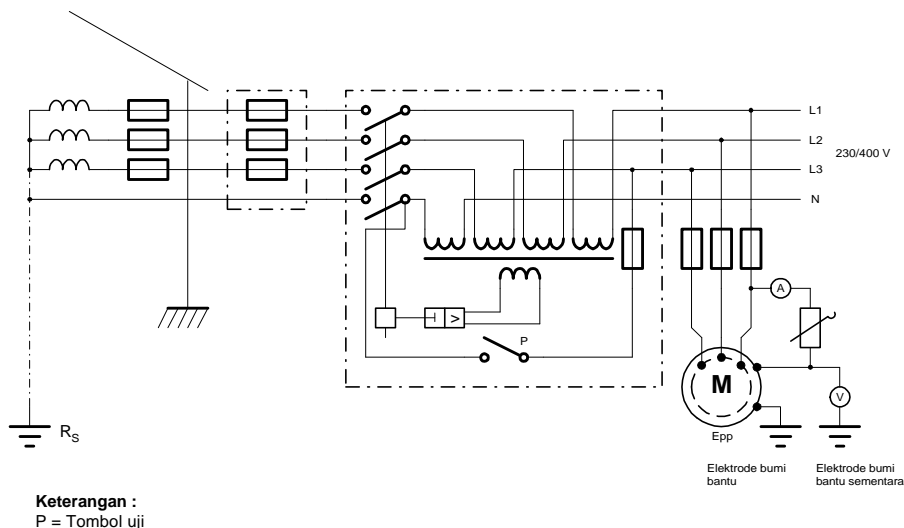 L1
L2
230/400 V
L3
N
P
>
A
M
V
Epp
R_S
Elektrode bumi
bantu
Elektrode bumi
bantu sementara
Keterangan :
P = Tombol uji